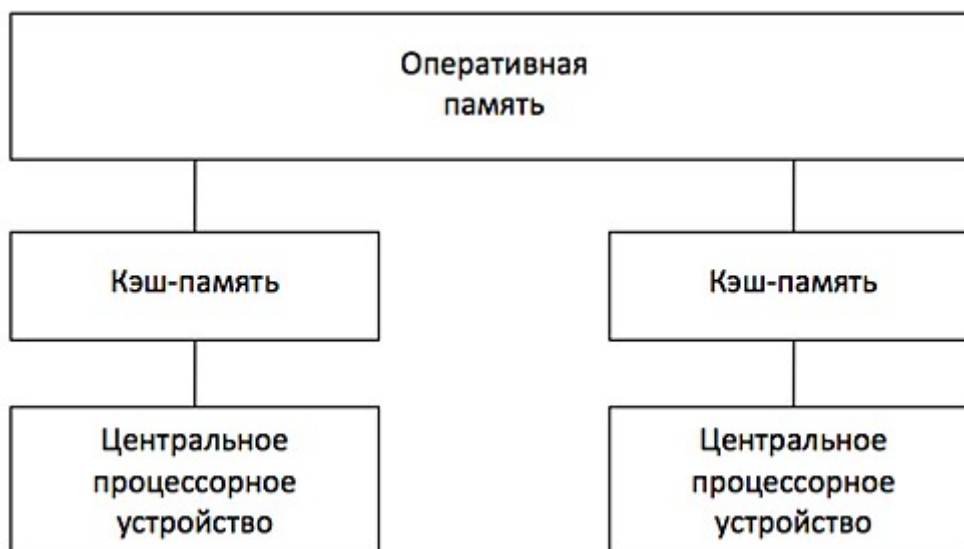 Оперативная
память
Кэш-память
Кэш-память
Центральное
процессорное
устройство
Центральное
процессорное
устройство